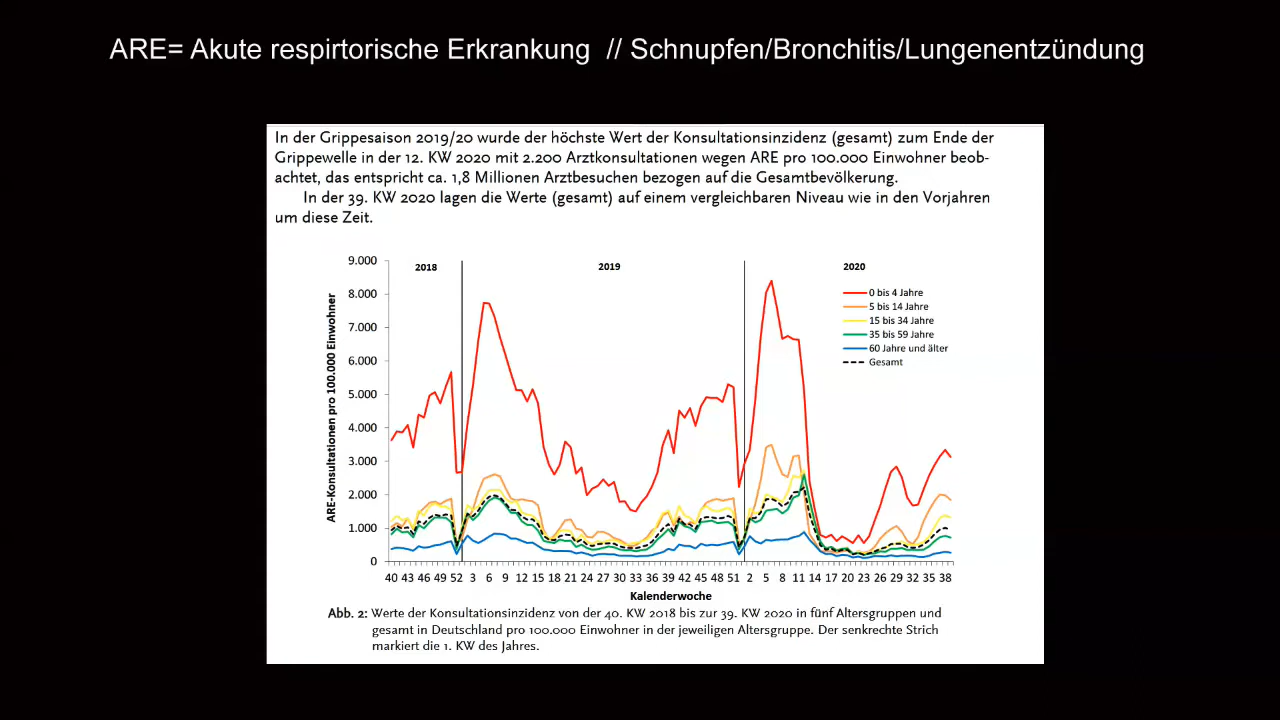 ARE= Akute respirtorische Erkrankung // Schnupfen/Bronchitis/Lungenentzündung
In der Grippesaison 2019/20 wurde der höchste Wert der Konsultationsinzidenz (gesamt) zum Ende der
Grippewelle in der 12. KW 2020 mit 2.200 Arztkonsultationen wegen ARE pro 100.000 Einwohner beob-
achtet, das entspricht ca. 1,8 Millionen Arztbesuchen bezogen auf die Gesamtbevölkerung.
In der 39. KW 2020 lagen die Werte (gesamt) auf einem vergleichbaren Niveau wie in den Vorjahren
um diese Zeit.
ARE-Konsultationen pro 100.000 Einwohner
9.000
8.000
7.000
6.000
5.000
4.000
3.000
2.000
1.000
0
2018
2019
2020
0 bis 4 Jahre
5 bis 14 Jahre
15 bis 34 Jahre
35 bis 59 Jahre
60 Jahre und älter
Gesamt
40 43 46 49 52 3 6 9 12 15 18 21 24 27 30 33 36 39 42 45 48 51 2 5 8 11 14 17 20 23 26 29 32 35 38
Kalenderwoche
Abb. 2: Werte der Konsultationsinzidenz von der 40. KW 2018 bis zur 39. KW 2020 in fünf Altersgruppen und
gesamt in Deutschland pro 100.000 Einwohner in der jeweiligen Altersgruppe. Der senkrechte Strich
markiert die 1. KW des Jahres.